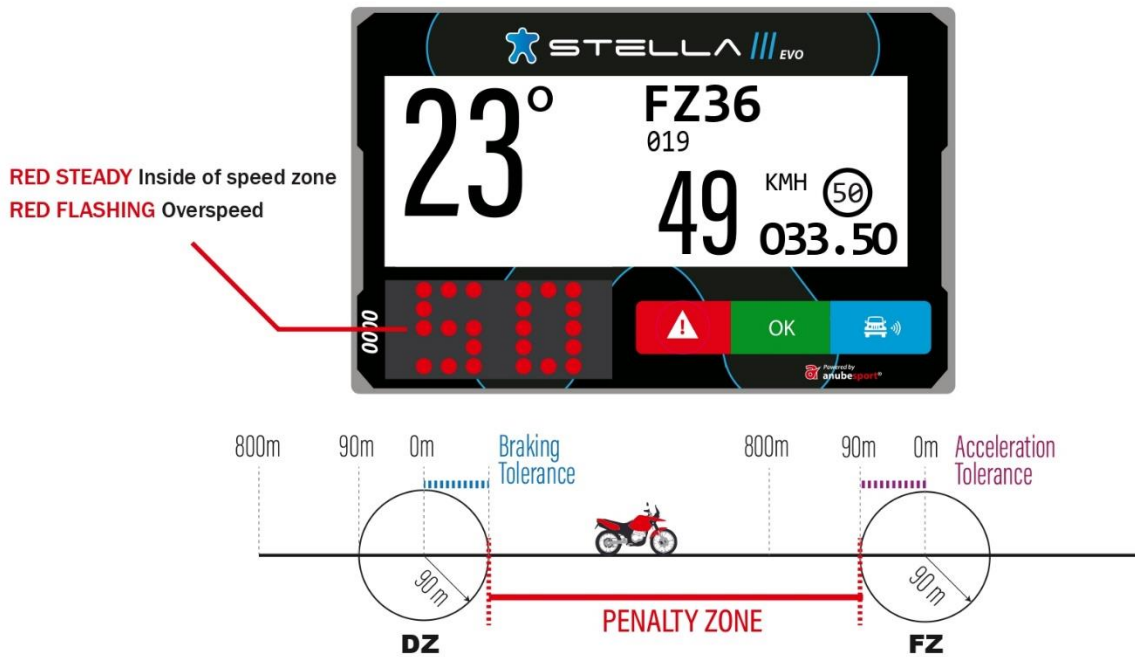 STELLA III EVO
23°
FZ36
019
49 KMH 50
033.50
RED STEADY Inside of speed zone
RED FLASHING Overspeed
0000
50
OK
Powered by
anubesport®
800m 90m 0m Braking Tolerance 800m 90m 0m Acceleration Tolerance
90 m 90 m
PENALTY ZONE
DZ FZ